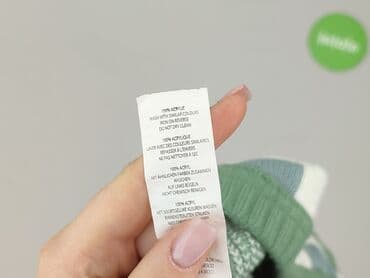 100% ACRYLIC
WASH WITH SIMILAR COLOURS
IRON ON REVERSE
DO NOT DRY CLEAN
100% ACRYLIQUE
LAVER AVEC DES COULEURS SIMILAIRES
REPASSER A L'ENVERS
NE PAS NETTOYER A SEC
100% ACRYL
MIT ÄHNLICHEN FARBEN ZUSAMMEN
WASCHEN
AUF LINKS BÜGELN
NICHT CHEMISCH REINIGEN
100% ACRYL
MET SOORTGELIJKE KLEUREN WASSEN
BINNENSTEBUITEN STRIJKEN